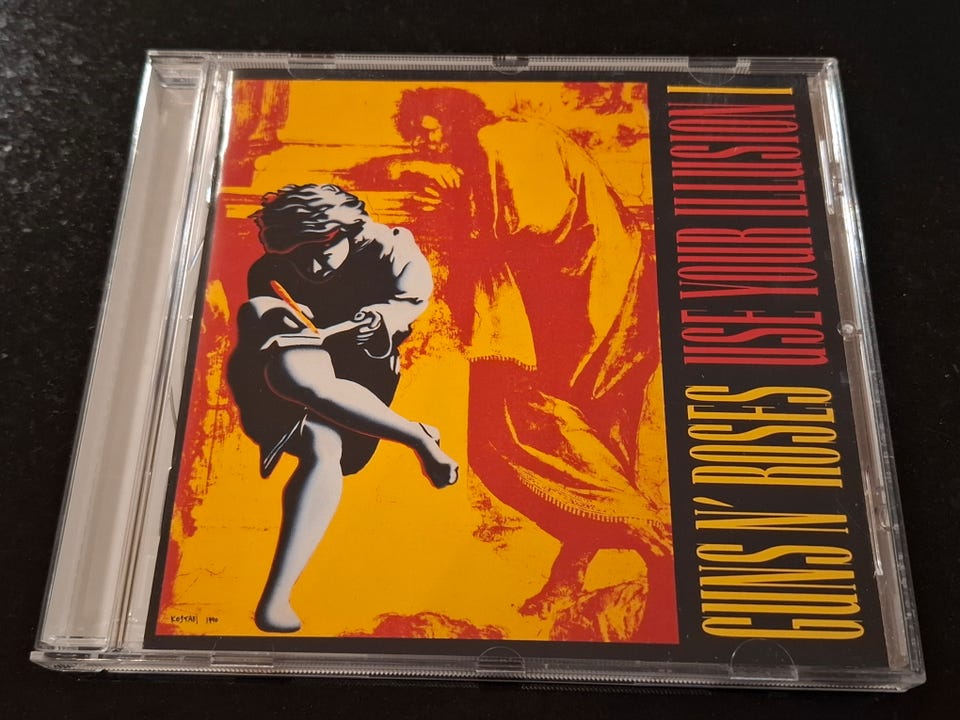 GUNS N' ROSES USE YOUR ILLUSION I
KOSTABI 1990